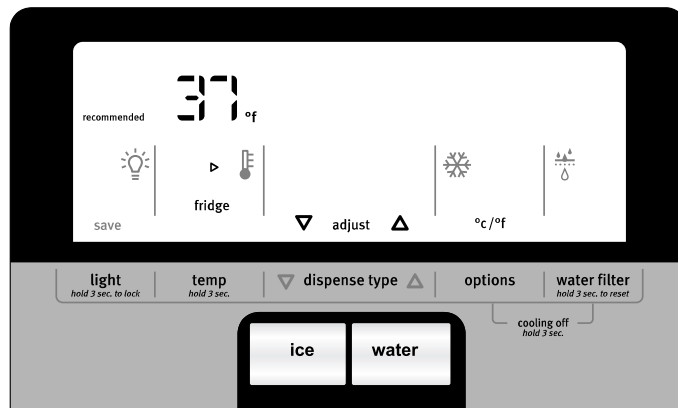 37 °f
recommended
fridge
save
adjust
°c/°f
light
hold 3 sec. to lock
temp
hold 3 sec.
dispense type
options
water filter
hold 3 sec. to reset
cooling off
hold 3 sec.
ice
water